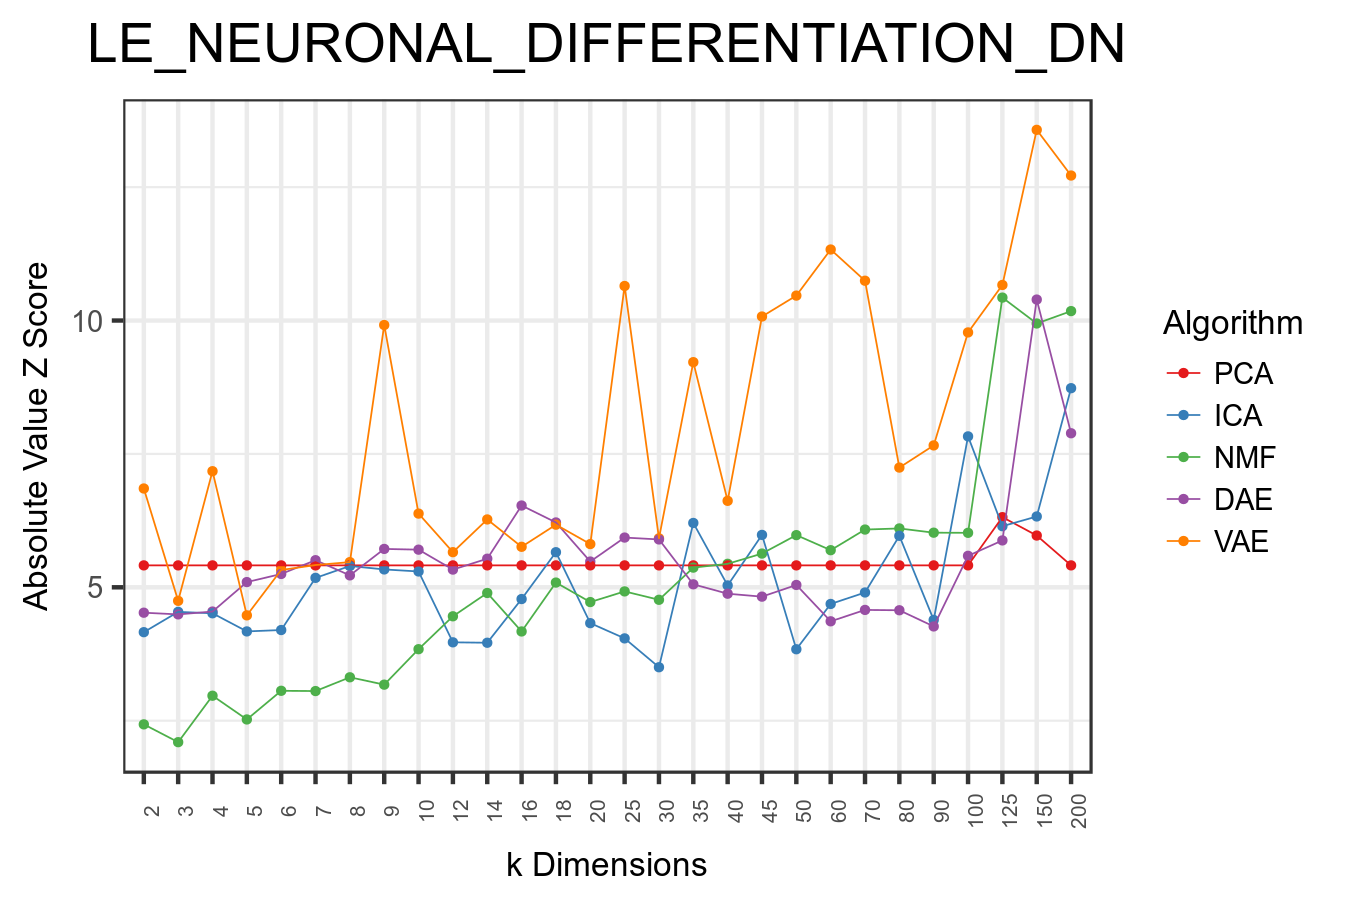 LE_NEURONAL_DIFFERENTIATION_DN
Absolute Value Z Score
10
5
2 3 4 5 6 7 8 9 10 12 14 16 18 20 25 30 35 40 45 50 60 70 80 90 100 125 150 200
k Dimensions
Algorithm
PCA
ICA
NMF
DAE
VAE